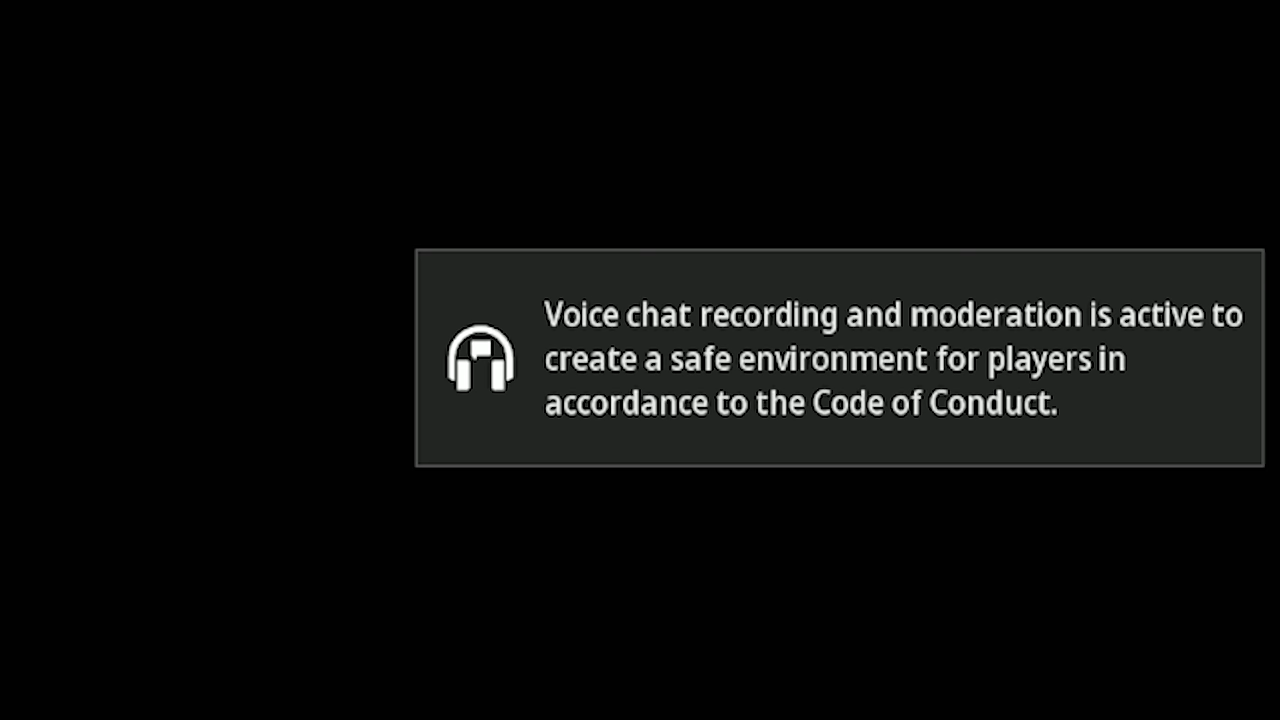 Voice chat recording and moderation is active to
create a safe environment for players in
accordance to the Code of Conduct.